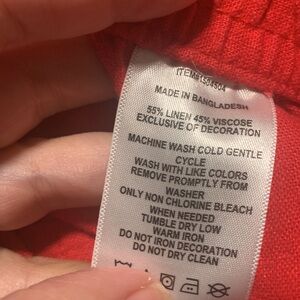 ITEM#1554504
MADE IN BANGLADESH
55% LINEN 45% VISCOSE
EXCLUSIVE OF DECORATION
MACHINE WASH COLD GENTLE
CYCLE
WASH WITH LIKE COLORS
REMOVE PROMPTLY FROM
WASHER
ONLY NON CHLORINE BLEACH
WHEN NEEDED
TUMBLE DRY LOW
WARM IRON
DO NOT IRON DECORATION
DO NOT DRY CLEAN